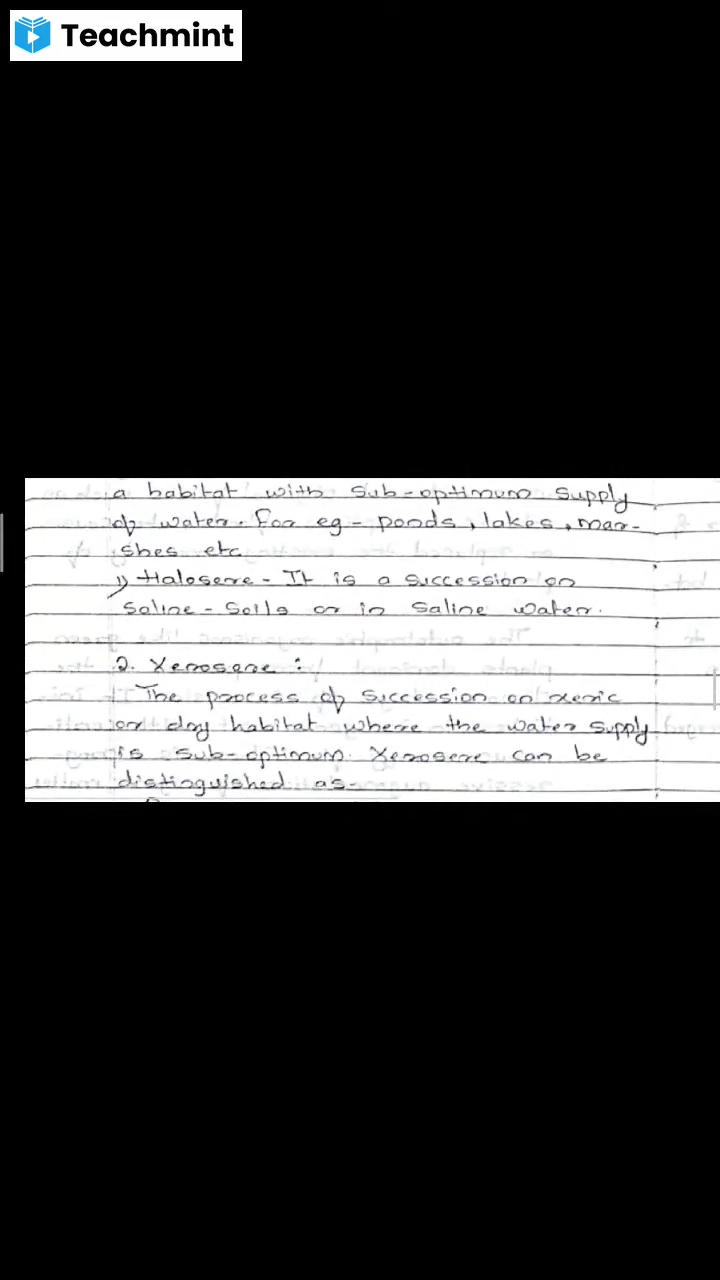 Teachmint
a habitat with sub-optimum supply
of water. For eg - ponds, lakes, mar-
shes etc
1) Halosere - It is a succession on
Saline - Soils or in Saline water.
2. Xerosere :
The process of succession on xeric
or dry habitat where the water supply
is sub-optimum. Xerosere can be
distinguished as-